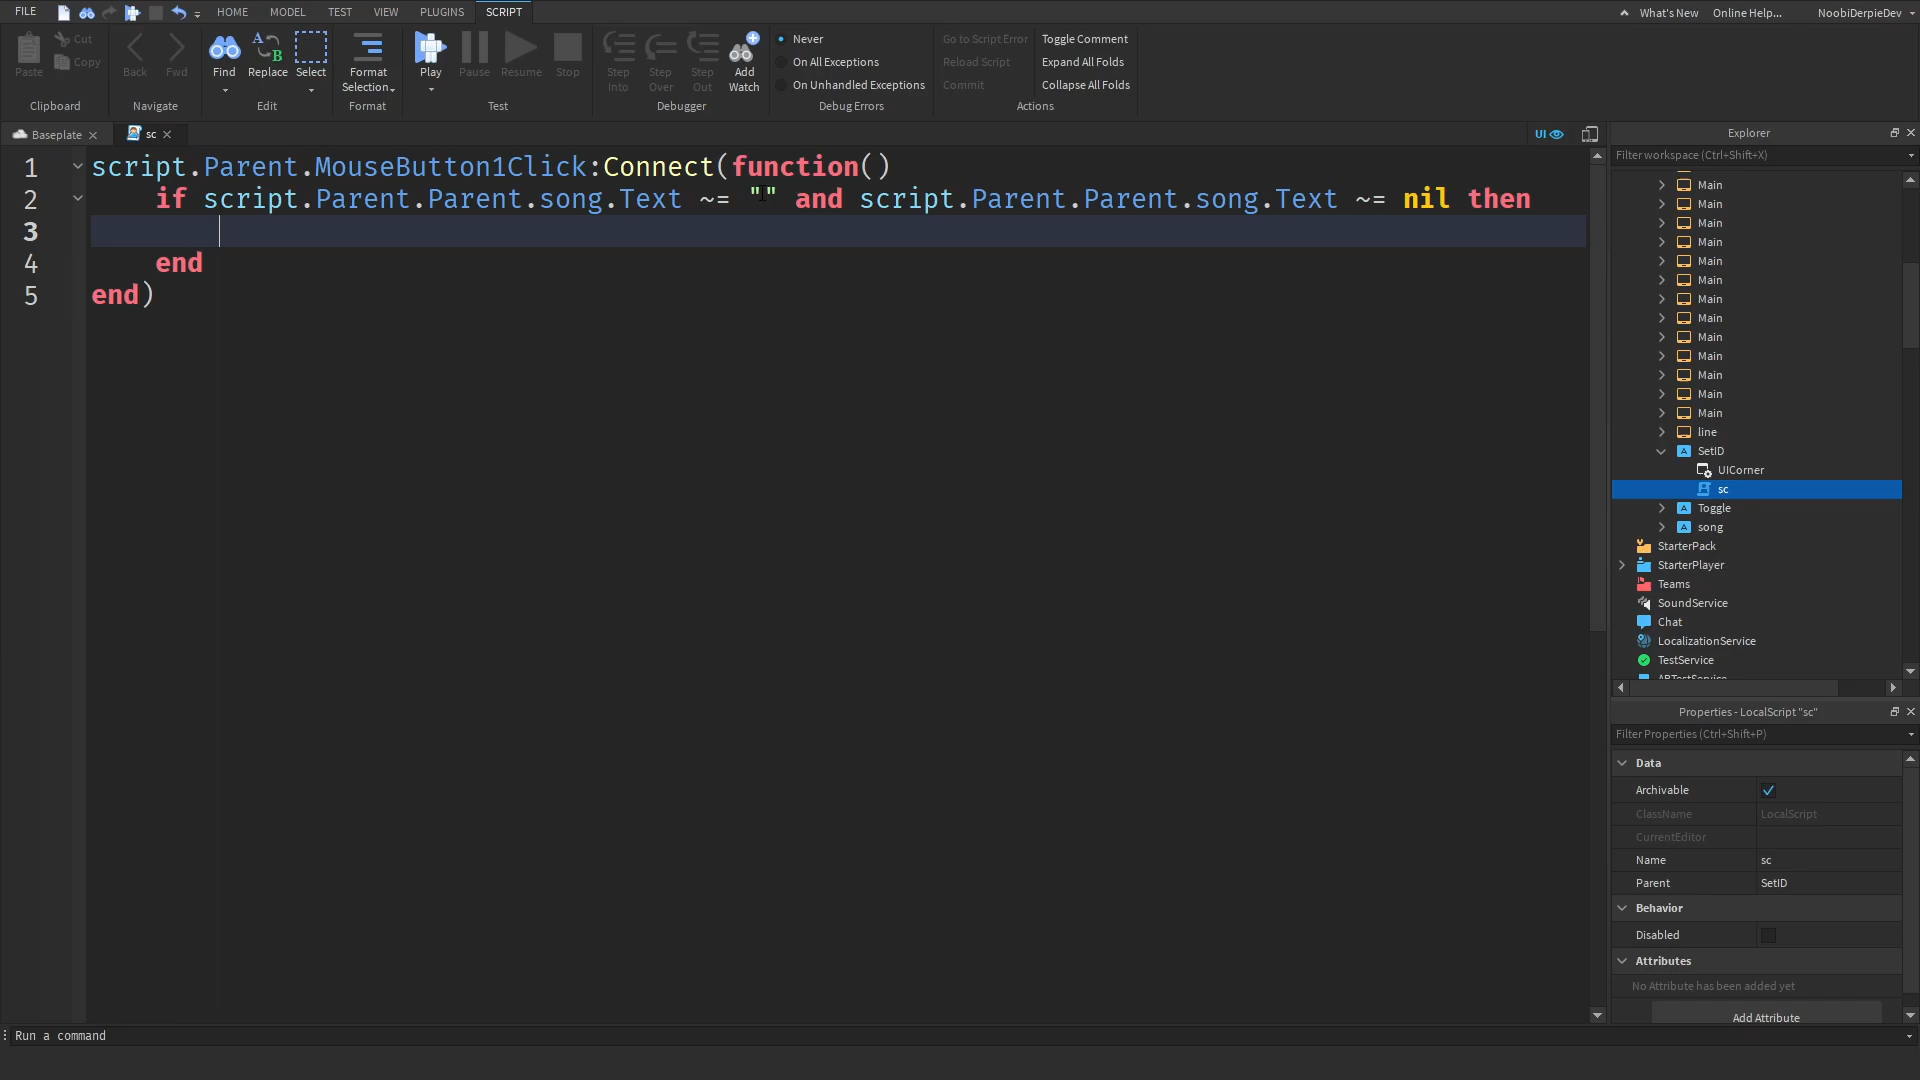 FILE HOME MODEL TEST VIEW PLUGINS SCRIPT What's New Online Help... NoobiDerpieDev
Paste Cut Copy Back Fwd Find Replace Select Format Selection Play Pause Resume Stop Step Into Step Over Step Out Add Watch
Never
On All Exceptions
On Unhandled Exceptions
Go to Script Error
Reload Script
Commit
Toggle Comment
Expand All Folds
Collapse All Folds
Clipboard Navigate Edit Format Test Debugger Debug Errors Actions
Baseplate sc UI
1 script.Parent.MouseButton1Click:Connect(function()
2 if script.Parent.Parent.song.Text ~= "" and script.Parent.Parent.song.Text ~= nil then
3
4 end
5 end)
Explorer
Filter workspace (Ctrl+Shift+X)
Main
Main
Main
Main
Main
Main
Main
Main
Main
Main
Main
Main
Main
line
SetID
UICorner
sc
Toggle
song
StarterPack
StarterPlayer
Teams
SoundService
Chat
LocalizationService
TestService
Properties - LocalScript "sc"
Filter Properties (Ctrl+Shift+P)
Data
Archivable
ClassName LocalScript
CurrentEditor
Name sc
Parent SetID
Behavior
Disabled
Attributes
No Attribute has been added yet
Add Attribute
Run a command